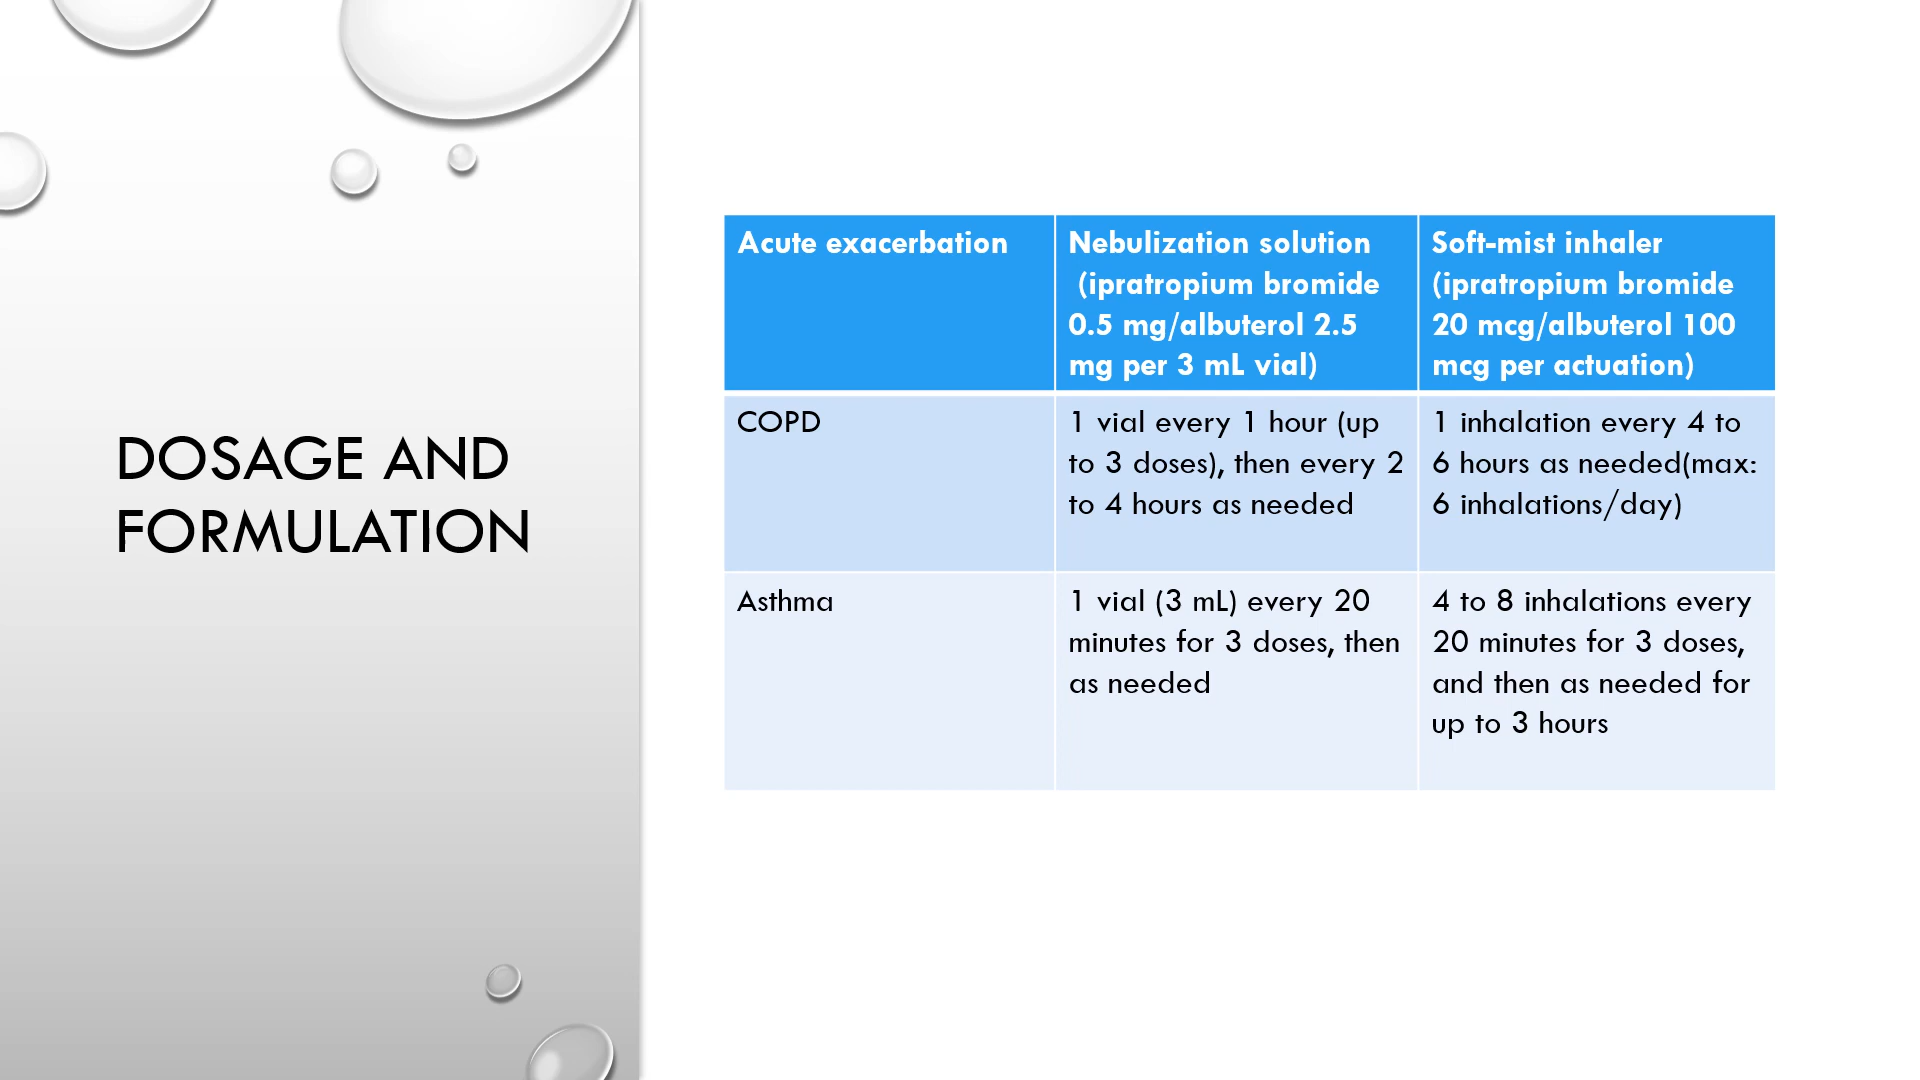 DOSAGE AND
FORMULATION
Acute exacerbation
Nebulization solution
(ipratropium bromide
0.5 mg/albuterol 2.5
mg per 3 mL vial)
Soft-mist inhaler
(ipratropium bromide
20 mcg/albuterol 100
mcg per actuation)
COPD
1 vial every 1 hour (up
to 3 doses), then every 2
to 4 hours as needed
1 inhalation every 4 to
6 hours as needed(max:
6 inhalations/day)
Asthma
1 vial (3 mL) every 20
minutes for 3 doses, then
as needed
4 to 8 inhalations every
20 minutes for 3 doses,
and then as needed for
up to 3 hours